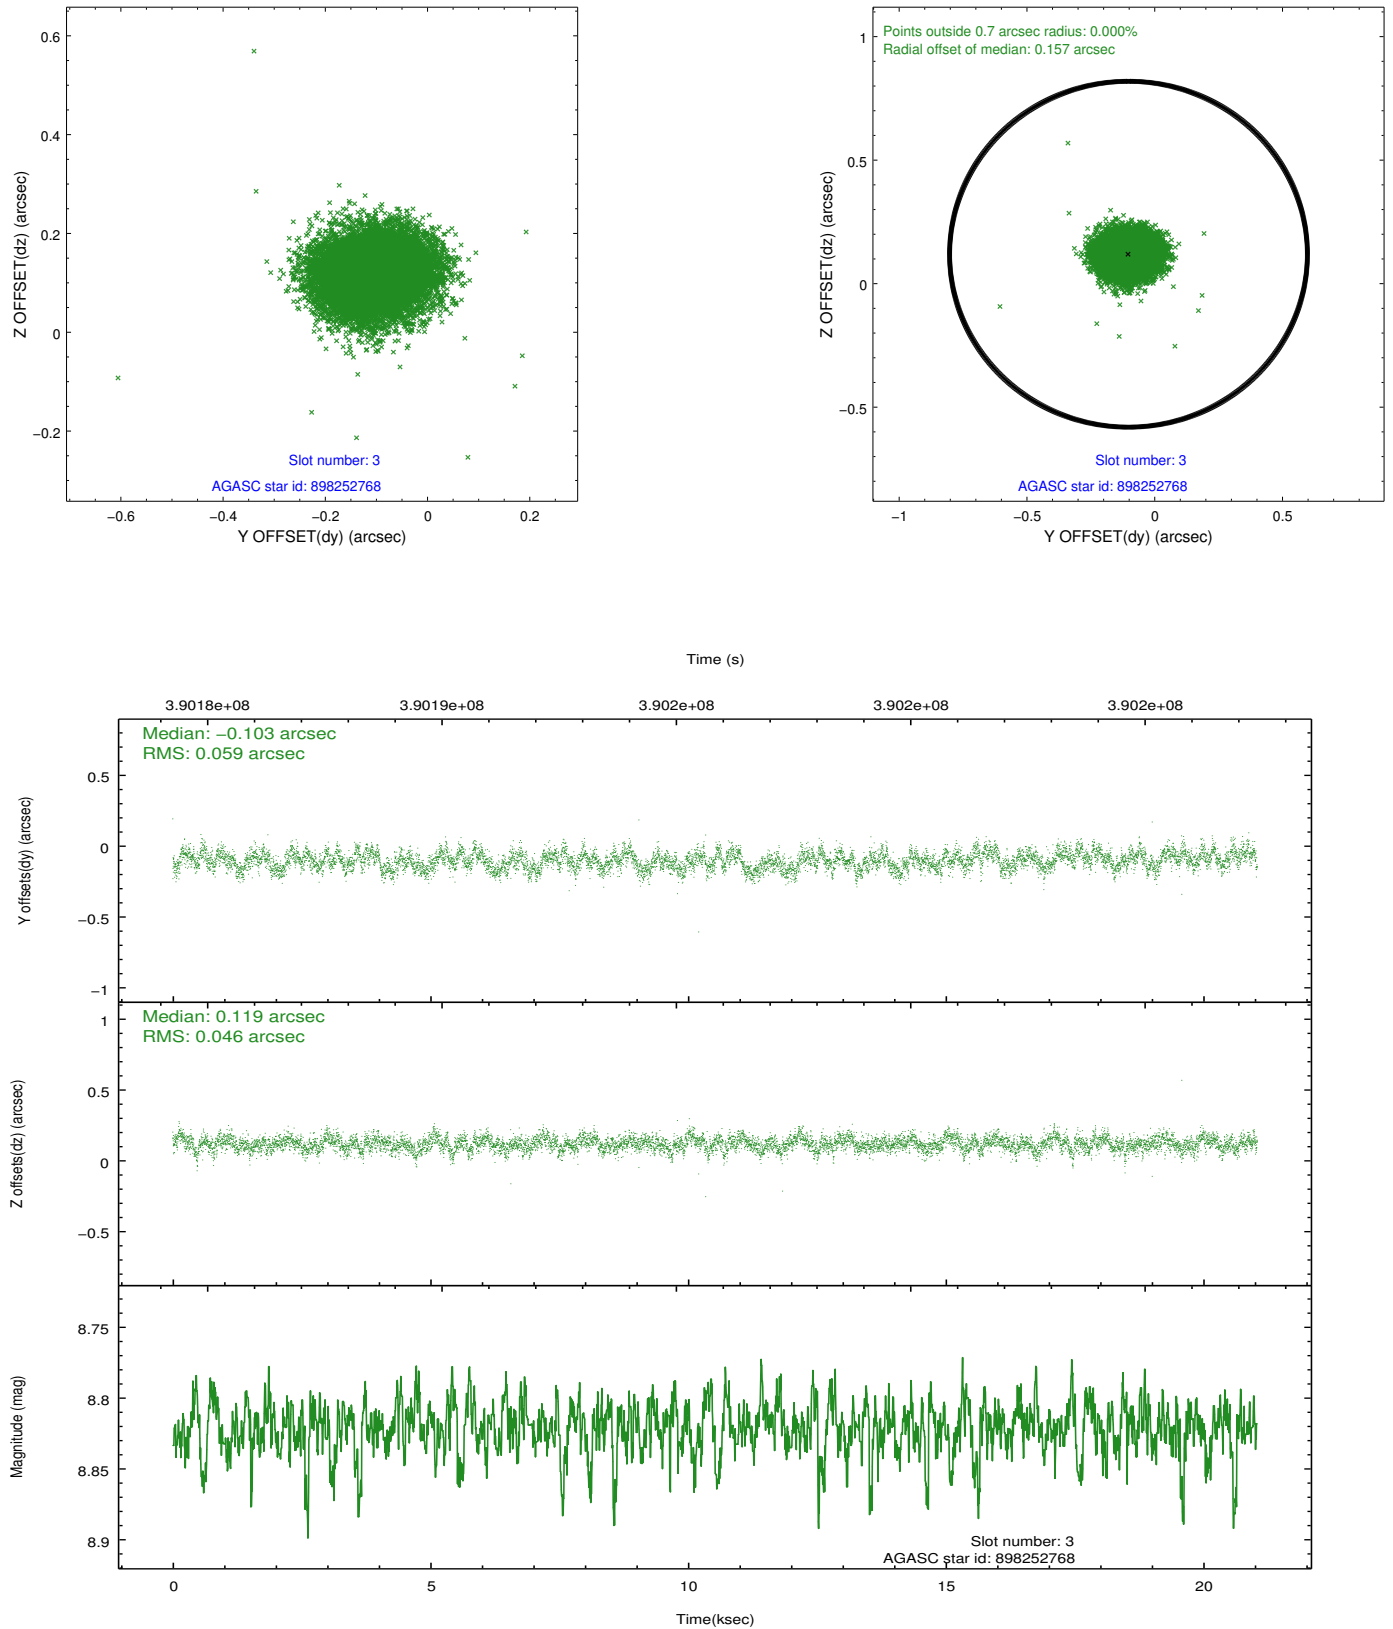 0.6
0.4
0.2
0
−0.2
Z OFFSET(dz) (arcsec)
Slot number: 3
AGASC star id: 898252768
−0.6 −0.4 −0.2 0 0.2
Y OFFSET(dy) (arcsec)
Points outside 0.7 arcsec radius: 0.000%
Radial offset of median: 0.157 arcsec
1
0.5
0
−0.5
Z OFFSET(dz) (arcsec)
Slot number: 3
AGASC star id: 898252768
−1 −0.5 0 0.5
Y OFFSET(dy) (arcsec)
Time (s)
3.9018e+08 3.9019e+08 3.902e+08 3.902e+08 3.902e+08
Median: −0.103 arcsec
RMS: 0.059 arcsec
0.5
0
−0.5
−1
Y offsets(dy) (arcsec)
Median: 0.119 arcsec
RMS: 0.046 arcsec
1
0.5
0
−0.5
Z offsets(dz) (arcsec)
8.75
8.8
8.85
8.9
Magnitude (mag)
Slot number: 3
AGASC star id: 898252768
0 5 10 15 20
Time(ksec)